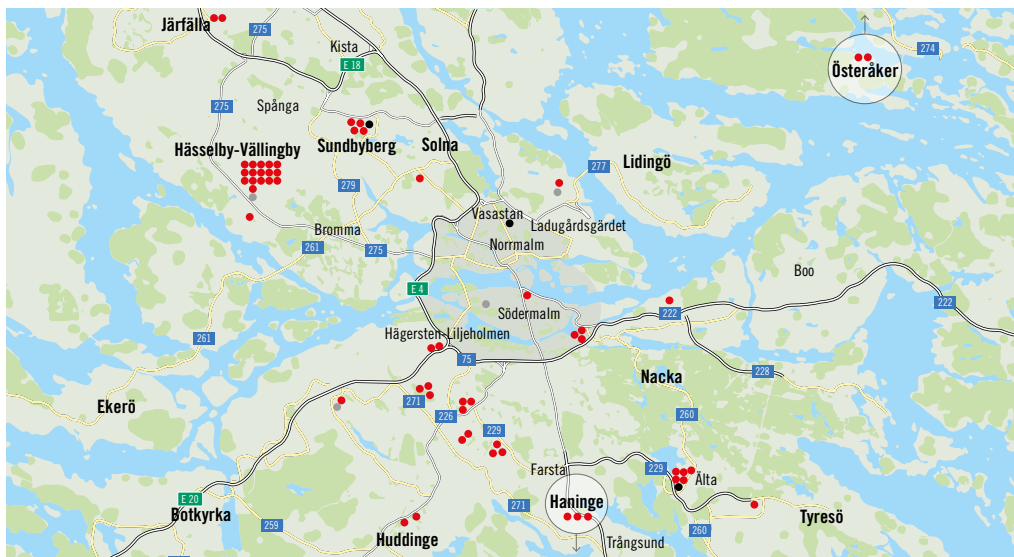 Järfälla
275
Kista
274
E 18
Österåker
275
Spånga
Hässelby-Vällingby
Sundbyberg
Solna
Lidingö
277
279
Vasastan
Ladugårdsgärdet
Bromma
Norrmalm
261
275
Boo
E 4
222
222
Södermalm
Hägersten-Liljeholmen
261
75
228
Nacka
Ekerö
271
226
260
229
Farsta
229
Älta
E 20
Haninge
271
Botkyrka
259
Tyresö
Huddinge
260
Trångsund